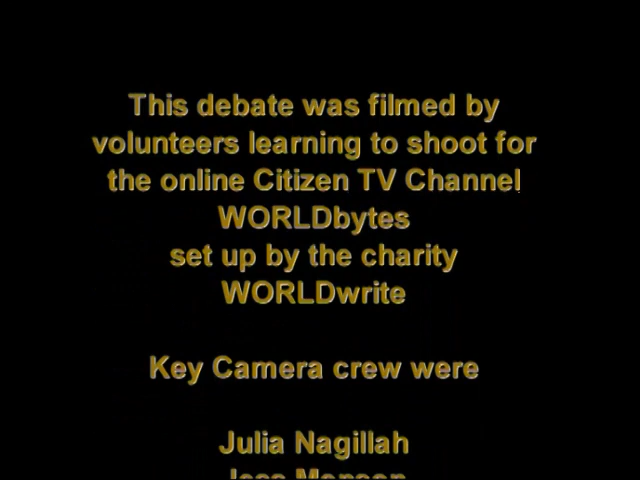 This debate was filmed by
volunteers learning to shoot for
the online Citizen TV Channel
WORLDbytes
set up by the charity
WORLDwrite
Key Camera crew were
Julia Nagillah